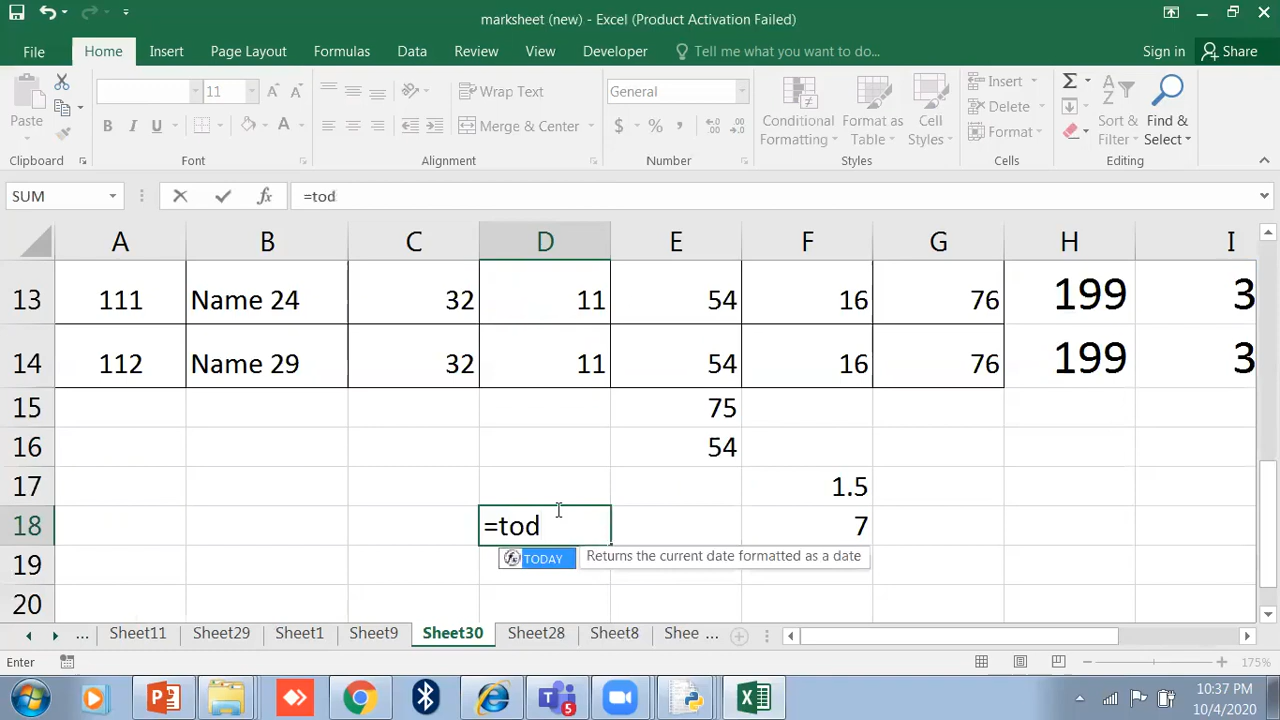 marksheet (new) - Excel (Product Activation Failed)
File Home Insert Page Layout Formulas Data Review View Developer Tell me what you want to do... Sign in Share
Paste
11
Wrap Text
General
Conditional Formatting
Format as Table
Cell Styles
Insert
Delete
Format
Sort & Filter
Find & Select
B I U
Merge & Center
$ % ,
Clipboard Font Alignment Number Styles Cells Editing
SUM fx =tod
A B C D E F G H I
13 111 Name 24 32 11 54 16 76 199 3
14 112 Name 29 32 11 54 16 76 199 3
15 75
16 54
17 1.5
18 =tod 7
TODAY Returns the current date formatted as a date
19
20
... Sheet11 Sheet29 Sheet1 Sheet9 Sheet30 Sheet28 Sheet8 Shee ...
Enter 175%
5
10:37 PM
10/4/2020